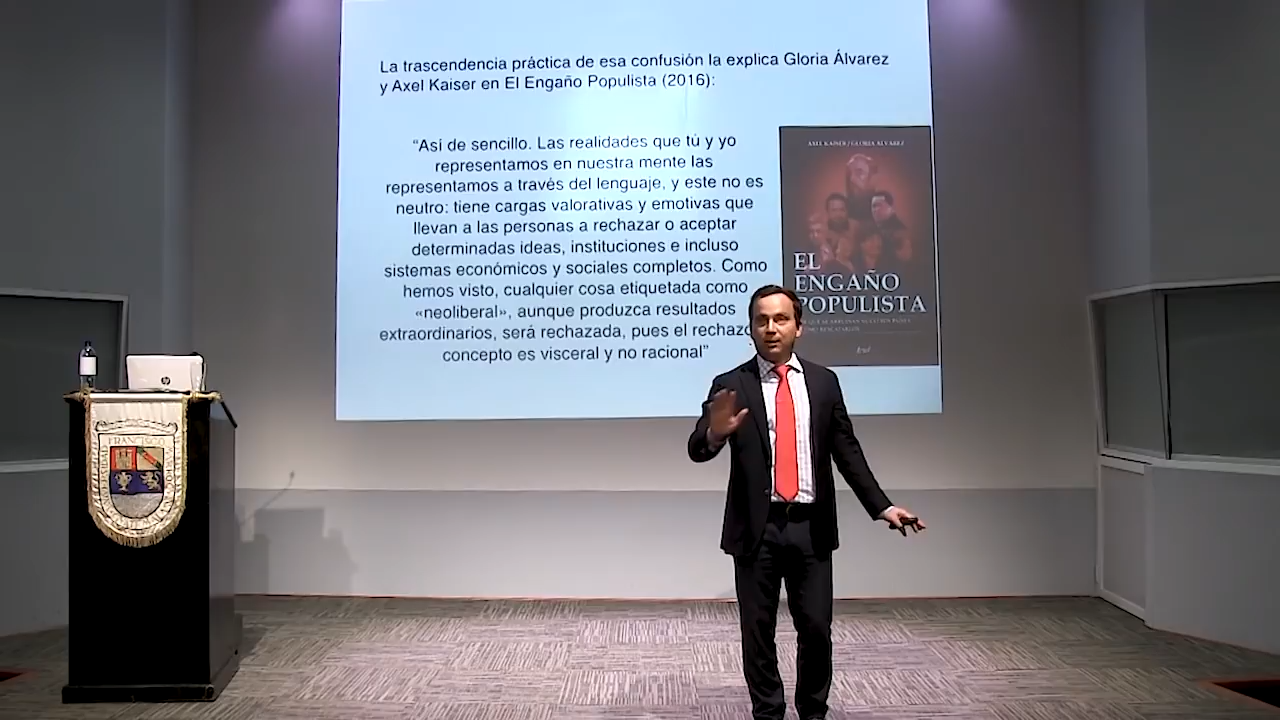 La trascendencia práctica de esa confusión la explica Gloria Álvarez
y Axel Kaiser en El Engaño Populista (2016):
“Así de sencillo. Las realidades que tú y yo
representamos en nuestra mente las
representamos a través del lenguaje, y este no es
neutro: tiene cargas valorativas y emotivas que
llevan a las personas a rechazar o aceptar
determinadas ideas, instituciones e incluso
sistemas económicos y sociales completos. Como
hemos visto, cualquier cosa etiquetada como
«neoliberal», aunque produzca resultados
extraordinarios, será rechazada, pues el rechazo
concepto es visceral y no racional”
AXEL KAISER / GLORIA ÁLVAREZ
EL
ENGAÑO
POPULISTA
Ariel
hp
FRANCISCO
UNIVERSIDAD